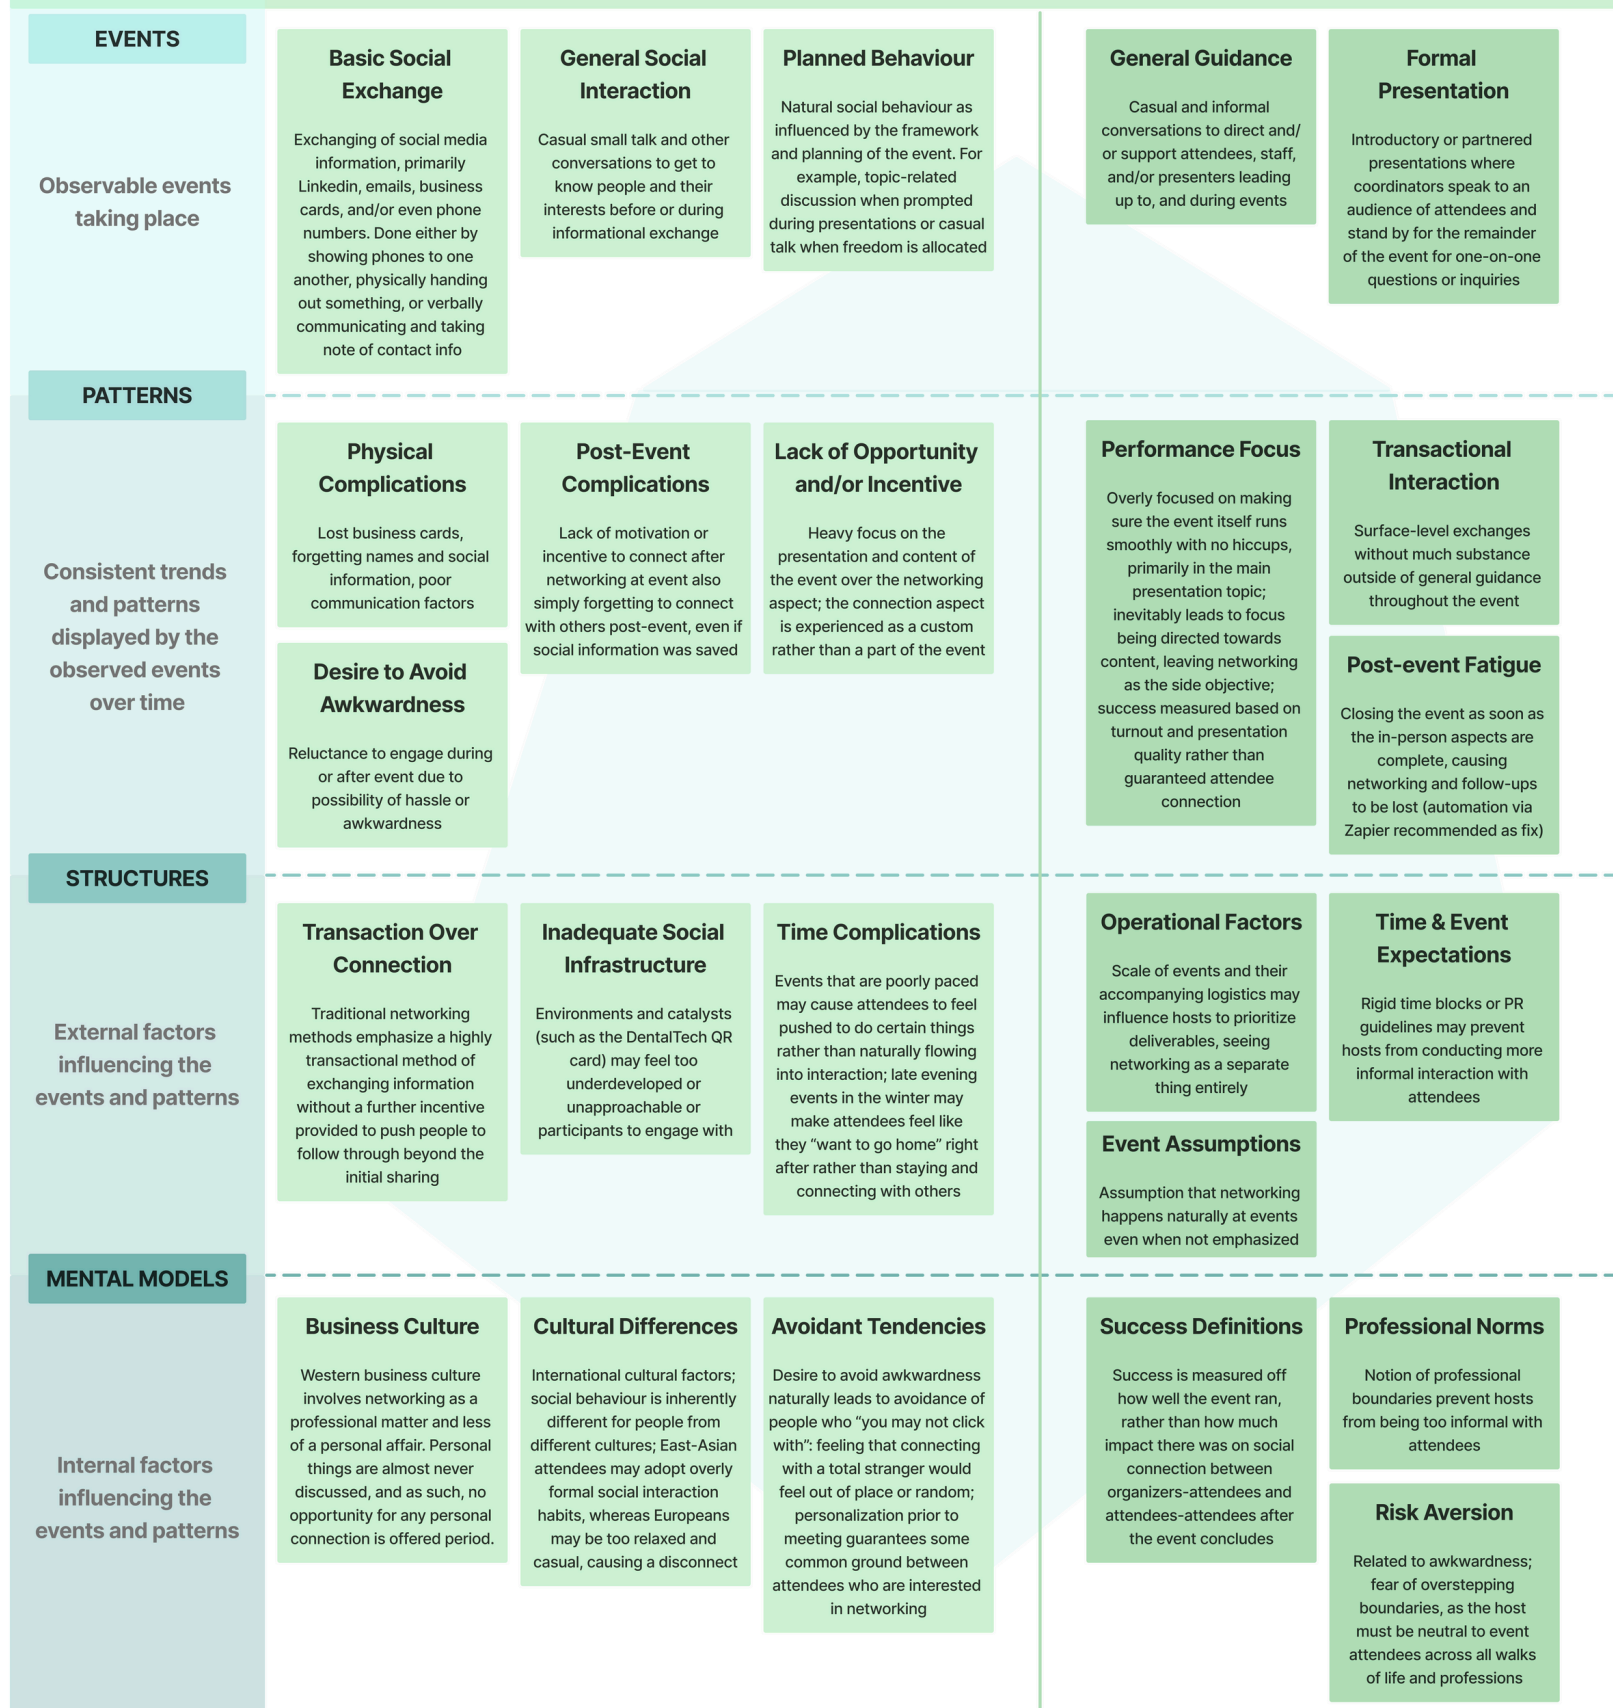 EVENTS
Observable events
taking place
Basic Social
Exchange
Exchanging of social media
information, primarily
Linkedin, emails, business
cards, and/or even phone
numbers. Done either by
showing phones to one
another, physically handing
out something, or verbally
communicating and taking
note of contact info
General Social
Interaction
Casual small talk and other
conversations to get to
know people and their
interests before or during
informational exchange
Planned Behaviour
Natural social behaviour as
influenced by the framework
and planning of the event. For
example, topic-related
discussion when prompted
during presentations or casual
talk when freedom is allocated
General Guidance
Casual and informal
conversations to direct and/
or support attendees, staff,
and/or presenters leading
up to, and during events
Formal
Presentation
Introductory or partnered
presentations where
coordinators speak to an
audience of attendees and
stand by for the remainder
of the event for one-on-one
questions or inquiries
PATTERNS
Consistent trends
and patterns
displayed by the
observed events
over time
Physical
Complications
Lost business cards,
forgetting names and social
information, poor
communication factors
Desire to Avoid
Awkwardness
Reluctance to engage during
or after event due to
possibility of hassle or
awkwardness
Post-Event
Complications
Lack of motivation or
incentive to connect after
networking at event also
simply forgetting to connect
with others post-event, even if
social information was saved
Lack of Opportunity
and/or Incentive
Heavy focus on the
presentation and content of
the event over the networking
aspect; the connection aspect
is experienced as a custom
rather than a part of the event
Performance Focus
Overly focused on making
sure the event itself runs
smoothly with no hiccups,
primarily in the main
presentation topic;
inevitably leads to focus
being directed towards
content, leaving networking
as the side objective;
success measured based on
turnout and presentation
quality rather than
guaranteed attendee
connection
Transactional
Interaction
Surface-level exchanges
without much substance
outside of general guidance
throughout the event
Post-event Fatigue
Closing the event as soon as
the in-person aspects are
complete, causing
networking and follow-ups
to be lost (automation via
Zapier recommended as fix)
STRUCTURES
External factors
influencing the
events and patterns
Transaction Over
Connection
Traditional networking
methods emphasize a highly
transactional method of
exchanging information
without a further incentive
provided to push people to
follow through beyond the
initial sharing
Inadequate Social
Infrastructure
Environments and catalysts
(such as the DentalTech QR
card) may feel too
underdeveloped or
unapproachable or
participants to engage with
Time Complications
Events that are poorly paced
may cause attendees to feel
pushed to do certain things
rather than naturally flowing
into interaction; late evening
events in the winter may
make attendees feel like
they “want to go home” right
after rather than staying and
connecting with others
Operational Factors
Scale of events and their
accompanying logistics may
influence hosts to prioritize
deliverables, seeing
networking as a separate
thing entirely
Event Assumptions
Assumption that networking
happens naturally at events
even when not emphasized
Time & Event
Expectations
Rigid time blocks or PR
guidelines may prevent
hosts from conducting more
informal interaction with
attendees
MENTAL MODELS
Internal factors
influencing the
events and patterns
Business Culture
Western business culture
involves networking as a
professional matter and less
of a personal affair. Personal
things are almost never
discussed, and as such, no
opportunity for any personal
connection is offered period.
Cultural Differences
International cultural factors;
social behaviour is inherently
different for people from
different cultures; East-Asian
attendees may adopt overly
formal social interaction
habits, whereas Europeans
may be too relaxed and
casual, causing a disconnect
Avoidant Tendencies
Desire to avoid awkwardness
naturally leads to avoidance of
people who “you may not click
with”: feeling that connecting
with a total stranger would
feel out of place or random;
personalization prior to
meeting guarantees some
common ground between
attendees who are interested
in networking
Success Definitions
Success is measured off
how well the event ran,
rather than how much
impact there was on social
connection between
organizers-attendees and
attendees-attendees after
the event concludes
Professional Norms
Notion of professional
boundaries prevent hosts
from being too informal with
attendees
Risk Aversion
Related to awkwardness;
fear of overstepping
boundaries, as the host
must be neutral to event
attendees across all walks
of life and professions